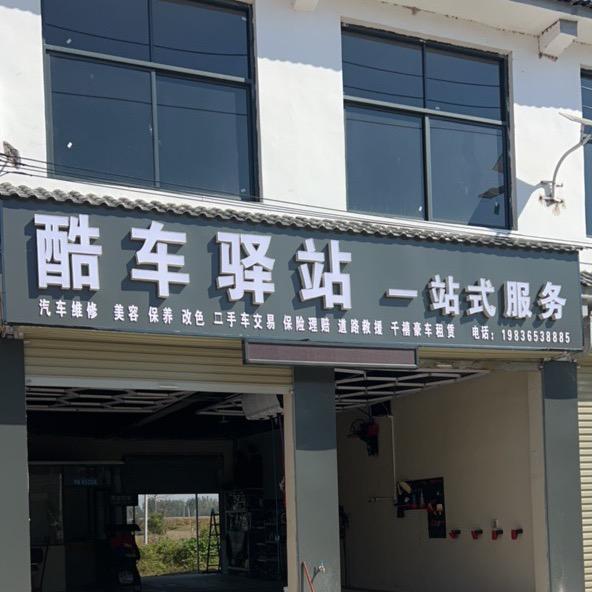 酷车驿站 一站式服务
汽车维修 美容 保养 改色 二手车交易 保险理赔 道路救援 千禧豪车租赁 电话：19836538885